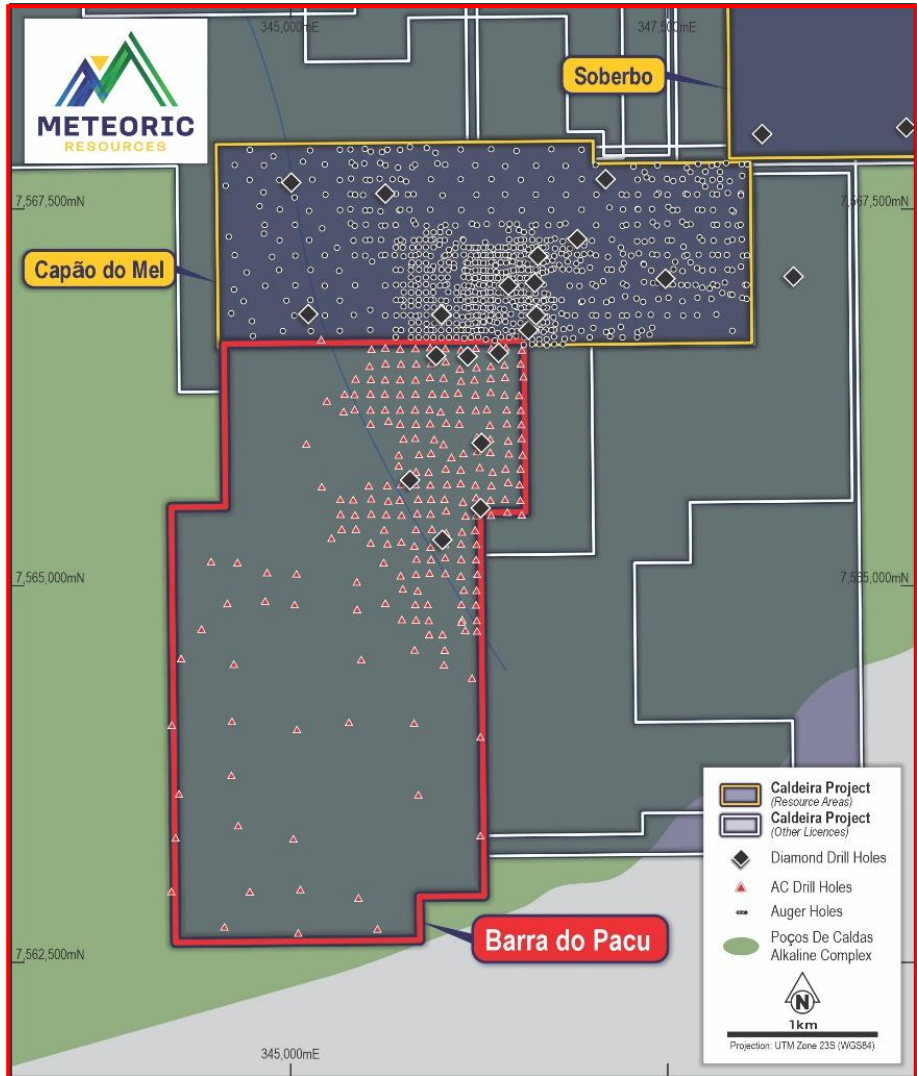 345,000mE
347,500mE
METEORIC
RESOURCES
Soberbo
7,567,500mN
7,567,500mN
Capão do Mel
7,565,000mN
7,565,000mN
Caldeira Project
(Resource Areas)
Caldeira Project
(Other Licences)
Diamond Drill Holes
AC Drill Holes
Auger Holes
Poços De Caldas
Alkaline Complex
N
1km
Projection: UTM Zone 23S (WGS84)
Barra do Pacu
7,562,500mN
345,000mE